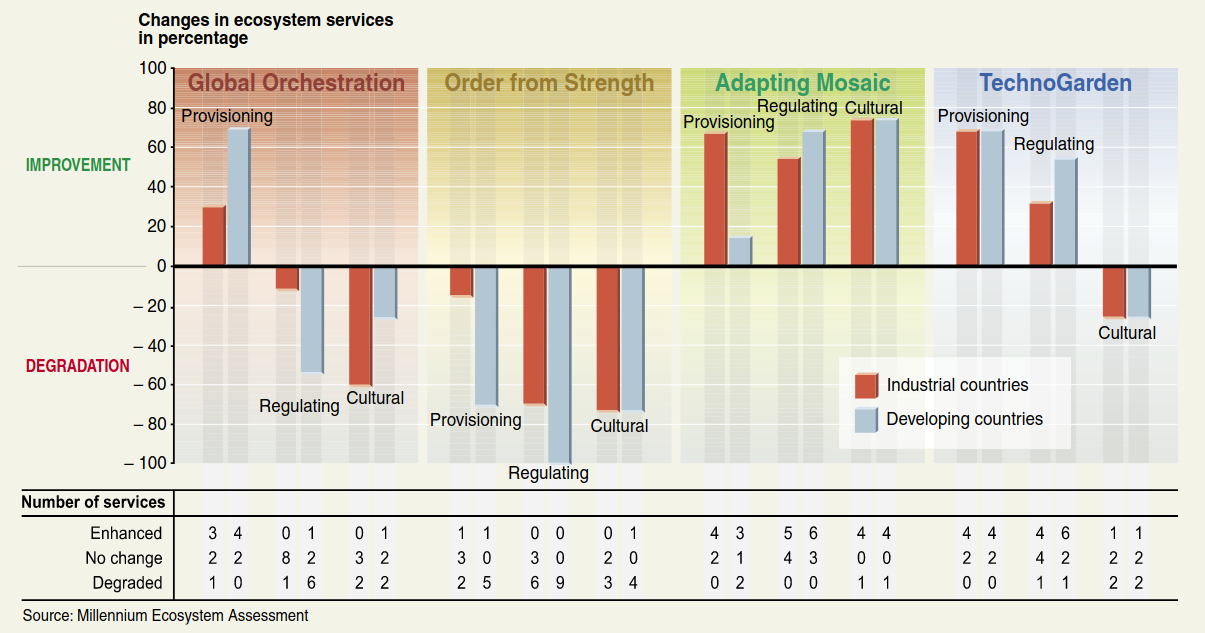 Changes in ecosystem services
in percentage
100
80
60
40
20
0
– 20
– 40
– 60
– 80
– 100
IMPROVEMENT
DEGRADATION
Global Orchestration
Provisioning
Regulating
Cultural
Order from Strength
Provisioning
Regulating
Cultural
Adapting Mosaic
Provisioning
Regulating
Cultural
TechnoGarden
Provisioning
Regulating
Cultural
Industrial countries
Developing countries
Number of services
Enhanced 3 4 0 1 0 1 1 1 0 0 0 1 4 3 5 6 4 4 4 4 4 6 1 1
No change 2 2 8 2 3 2 3 0 3 0 2 0 2 1 4 3 0 0 2 2 4 2 2 2
Degraded 1 0 1 6 2 2 2 5 6 9 3 4 0 2 0 0 1 1 0 0 1 1 2 2
Source: Millennium Ecosystem Assessment